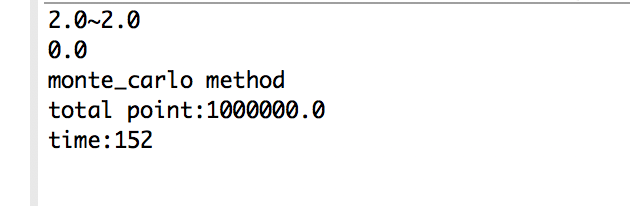 2.0~2.0
0.0
monte_carlo method
total point:1000000.0
time:152